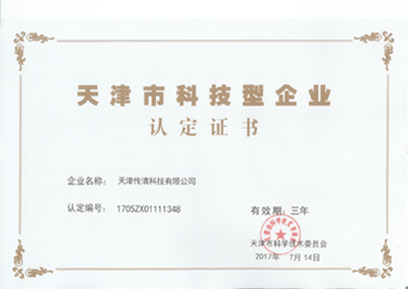 天津市科技型企业
认定证书
企业名称： 天津传清科技有限公司
认定编号： 1705ZX01111348
有效期：三年
天津市科学技术委员会
2017年 7月14日